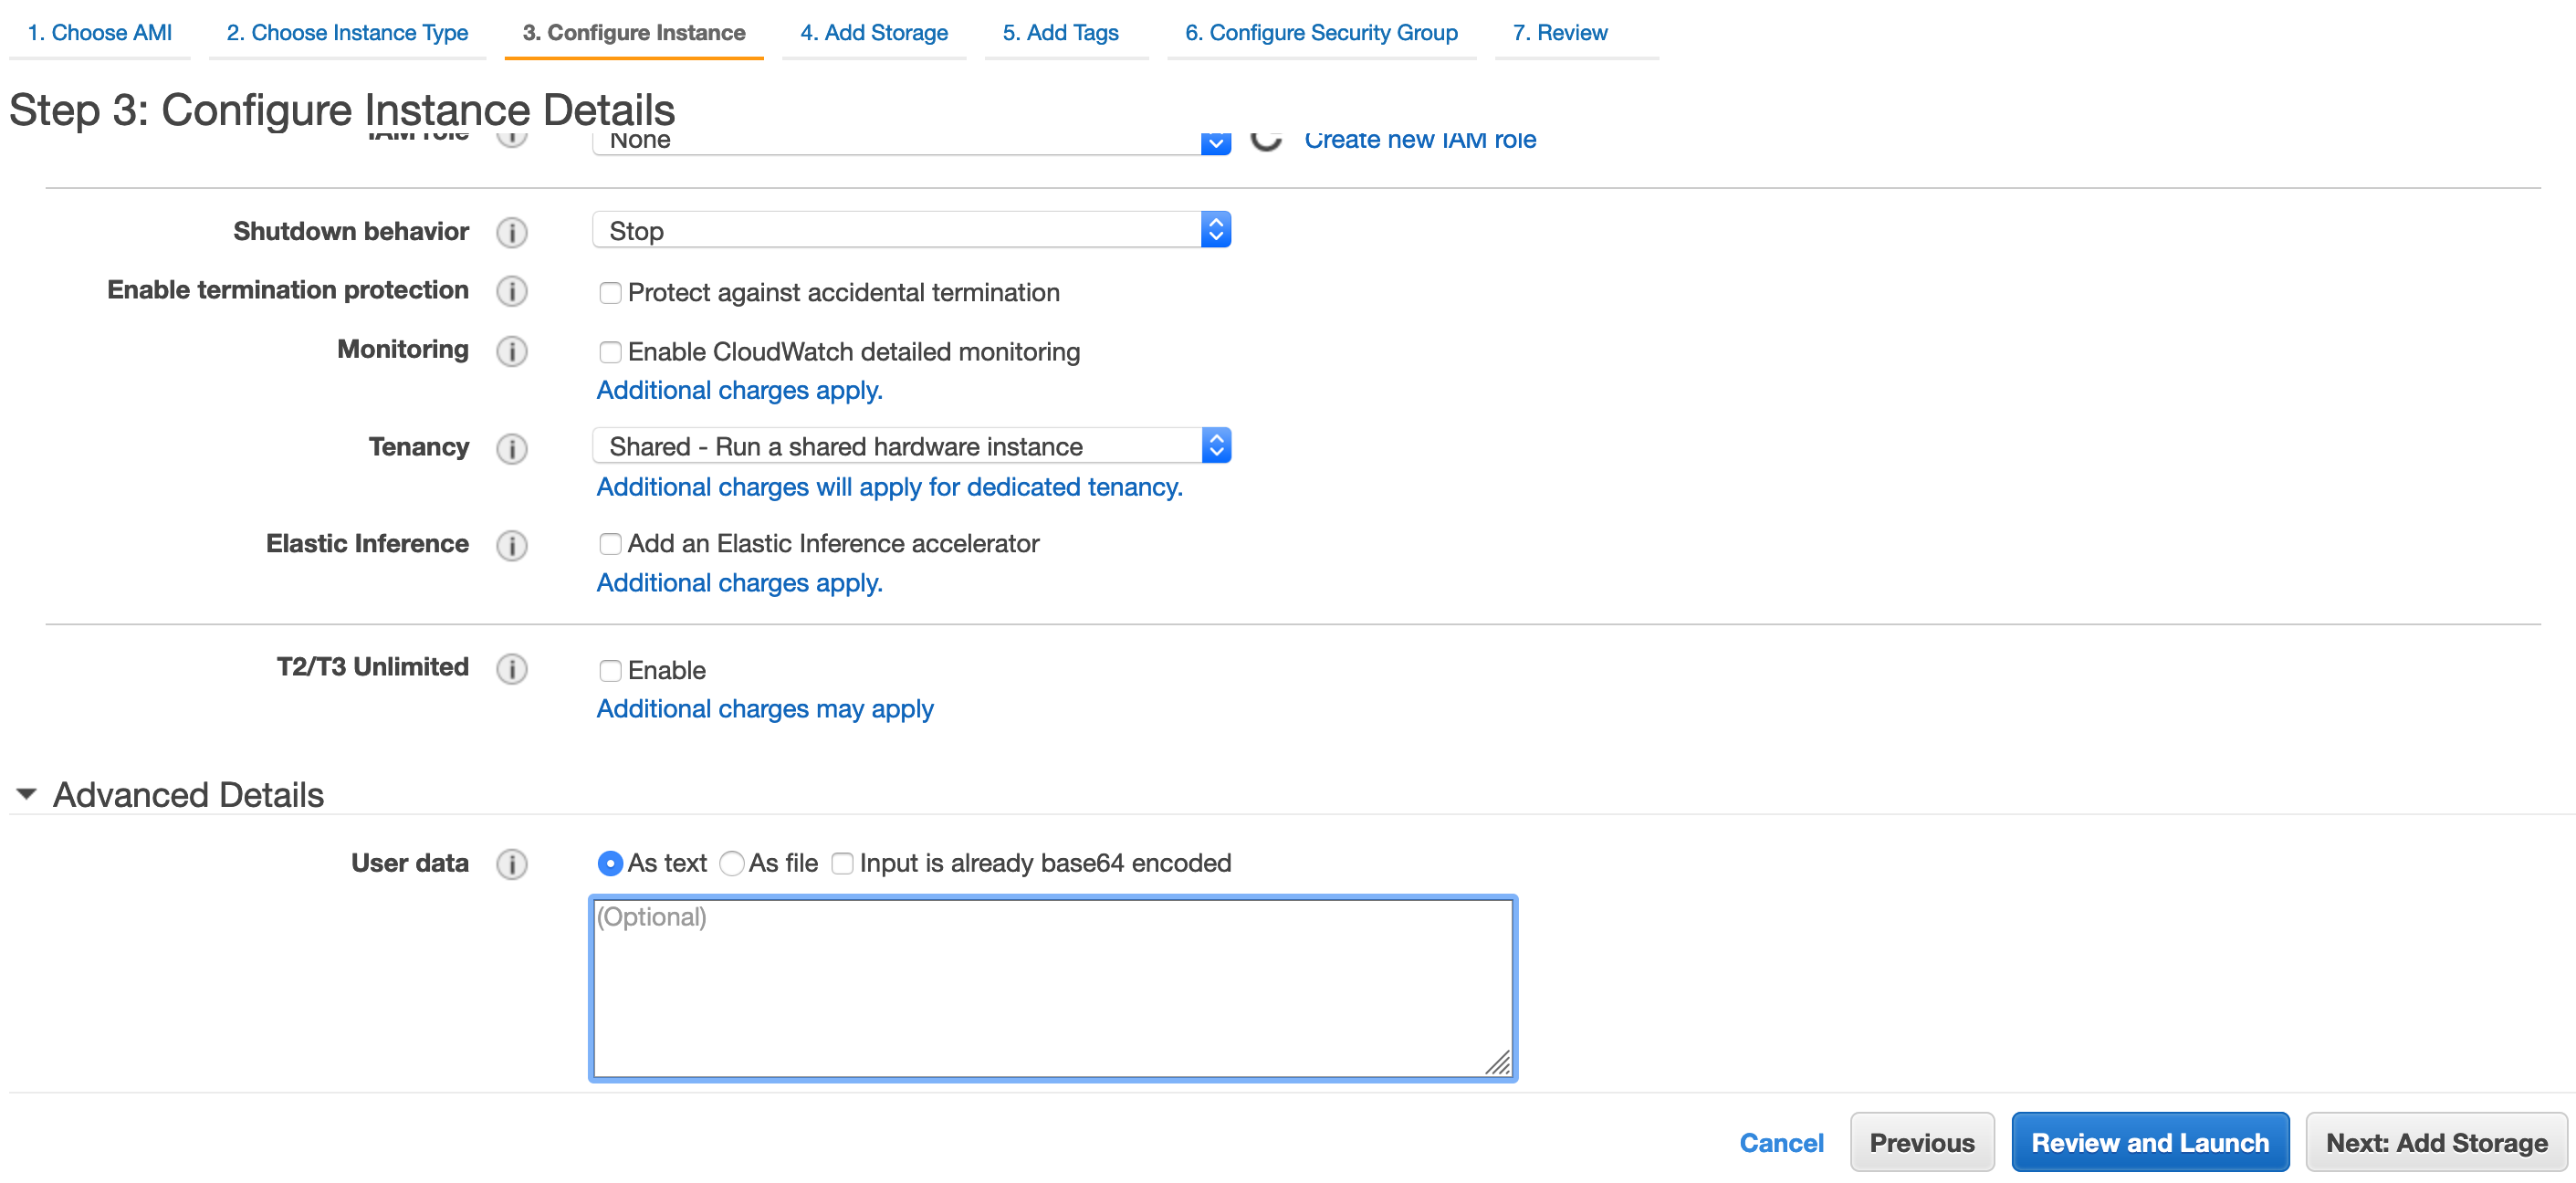 1. Choose AMI 2. Choose Instance Type 3. Configure Instance 4. Add Storage 5. Add Tags 6. Configure Security Group 7. Review
Step 3: Configure Instance Details
IAM role None Create new IAM role
Shutdown behavior Stop
Enable termination protection Protect against accidental termination
Monitoring Enable CloudWatch detailed monitoring
Additional charges apply.
Tenancy Shared - Run a shared hardware instance
Additional charges will apply for dedicated tenancy.
Elastic Inference Add an Elastic Inference accelerator
Additional charges apply.
T2/T3 Unlimited Enable
Additional charges may apply
Advanced Details
User data As text As file Input is already base64 encoded
(Optional)
Cancel Previous Review and Launch Next: Add Storage